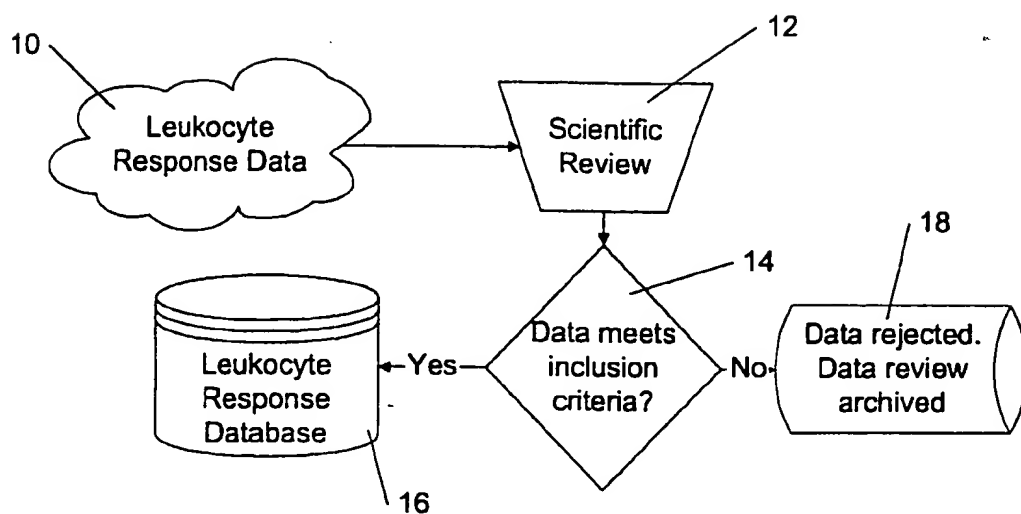 10
12
Leukocyte
Response Data
Scientific
Review
18
14
Data meets
inclusion
criteria?
Yes
No
Leukocyte
Response
Database
Data rejected.
Data review
archived
16